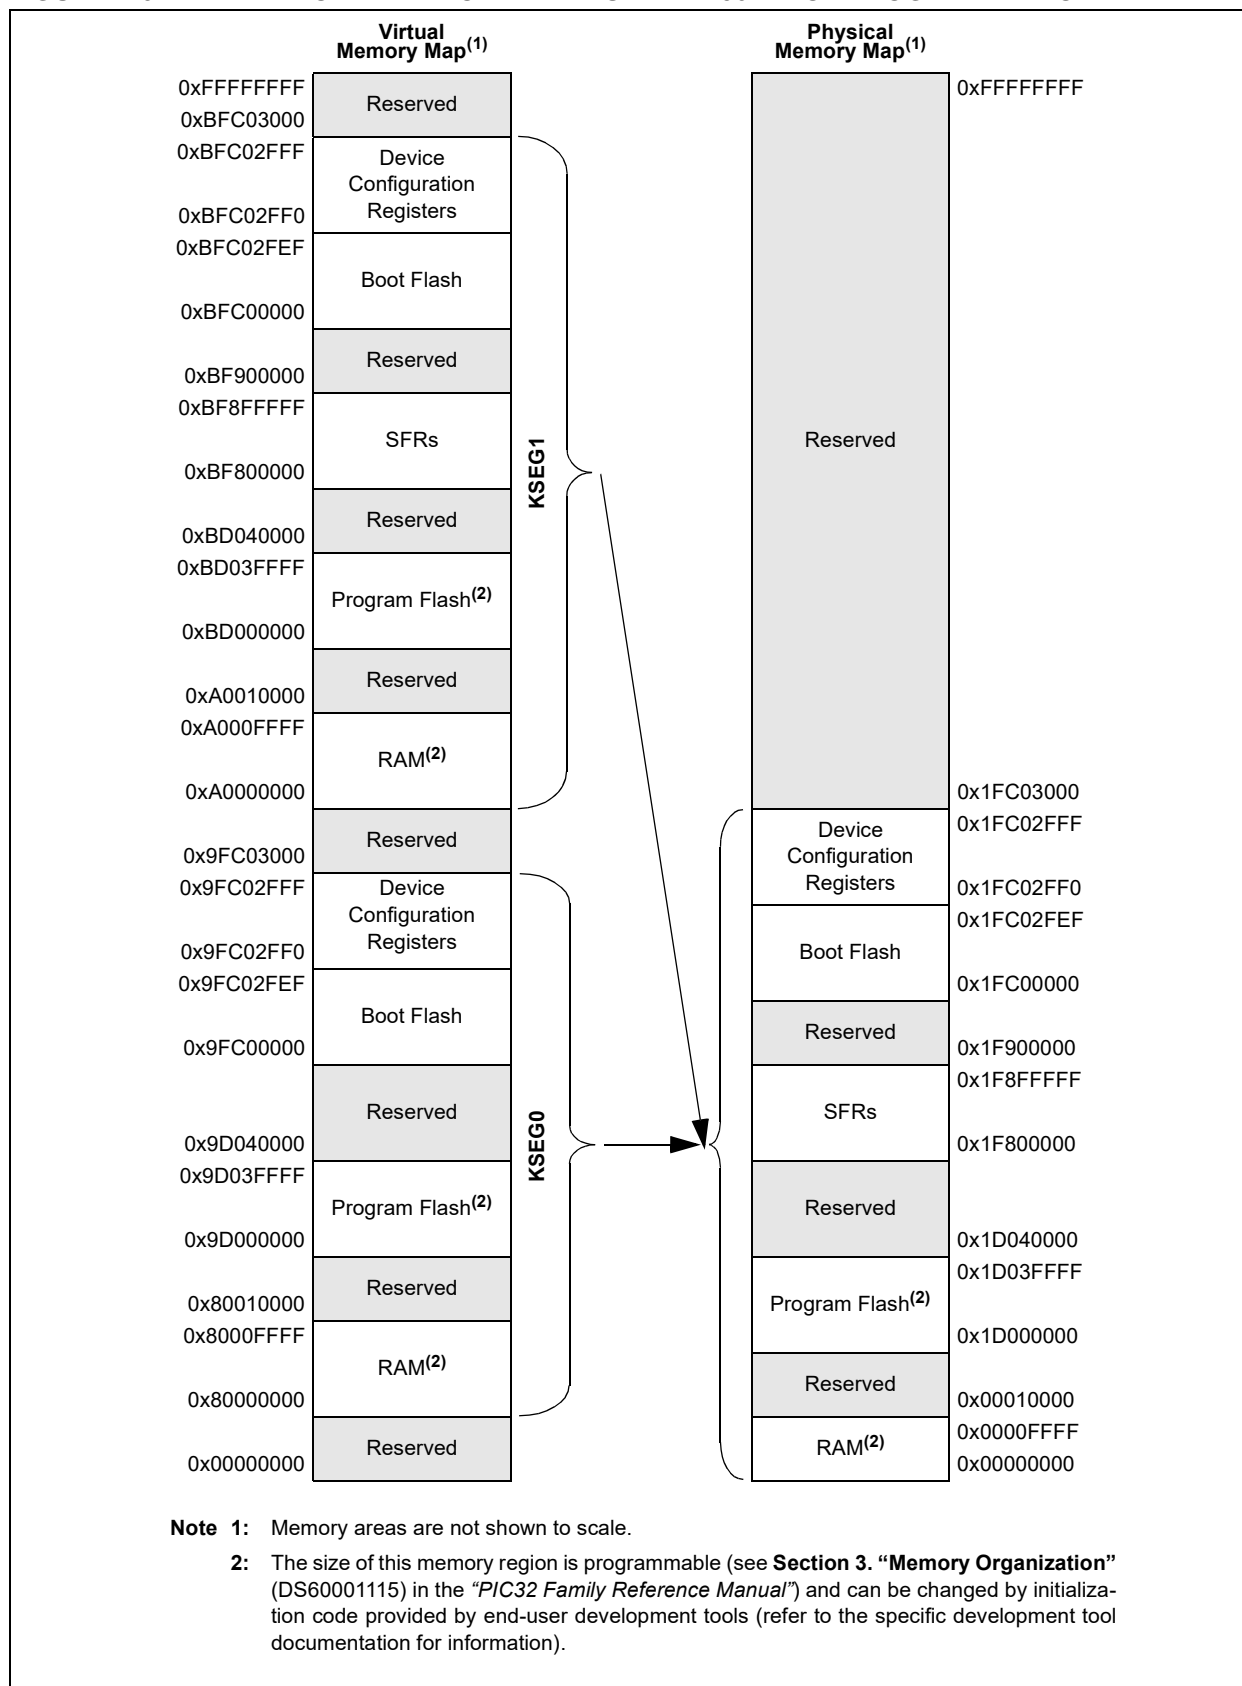 Virtual
Memory Map(1)
0xFFFFFFFF
Reserved
0xBFC03000
0xBFC02FFF
Device
Configuration
Registers
0xBFC02FF0
0xBFC02FEF
Boot Flash
0xBFC00000
Reserved
0xBF900000
0xBF8FFFFF
SFRs
0xBF800000
Reserved
0xBD040000
0xBD03FFFF
Program Flash(2)
0xBD000000
Reserved
0xA0010000
0xA000FFFF
RAM(2)
0xA0000000
KSEG1
Reserved
0x9FC03000
0x9FC02FFF
Device
Configuration
Registers
0x9FC02FF0
0x9FC02FEF
Boot Flash
0x9FC00000
Reserved
0x9D040000
0x9D03FFFF
Program Flash(2)
0x9D000000
Reserved
0x80010000
0x8000FFFF
RAM(2)
0x80000000
KSEG0
Reserved
0x00000000
Physical
Memory Map(1)
0xFFFFFFFF
Reserved
0x1FC03000
0x1FC02FFF
Device
Configuration
Registers
0x1FC02FF0
0x1FC02FEF
Boot Flash
0x1FC00000
Reserved
0x1F900000
0x1F8FFFFF
SFRs
0x1F800000
Reserved
0x1D040000
0x1D03FFFF
Program Flash(2)
0x1D000000
Reserved
0x00010000
0x0000FFFF
RAM(2)
0x00000000
Note 1: Memory areas are not shown to scale.
2: The size of this memory region is programmable (see Section 3. “Memory Organization”
(DS60001115) in the “PIC32 Family Reference Manual”) and can be changed by initializa-
tion code provided by end-user development tools (refer to the specific development tool
documentation for information).